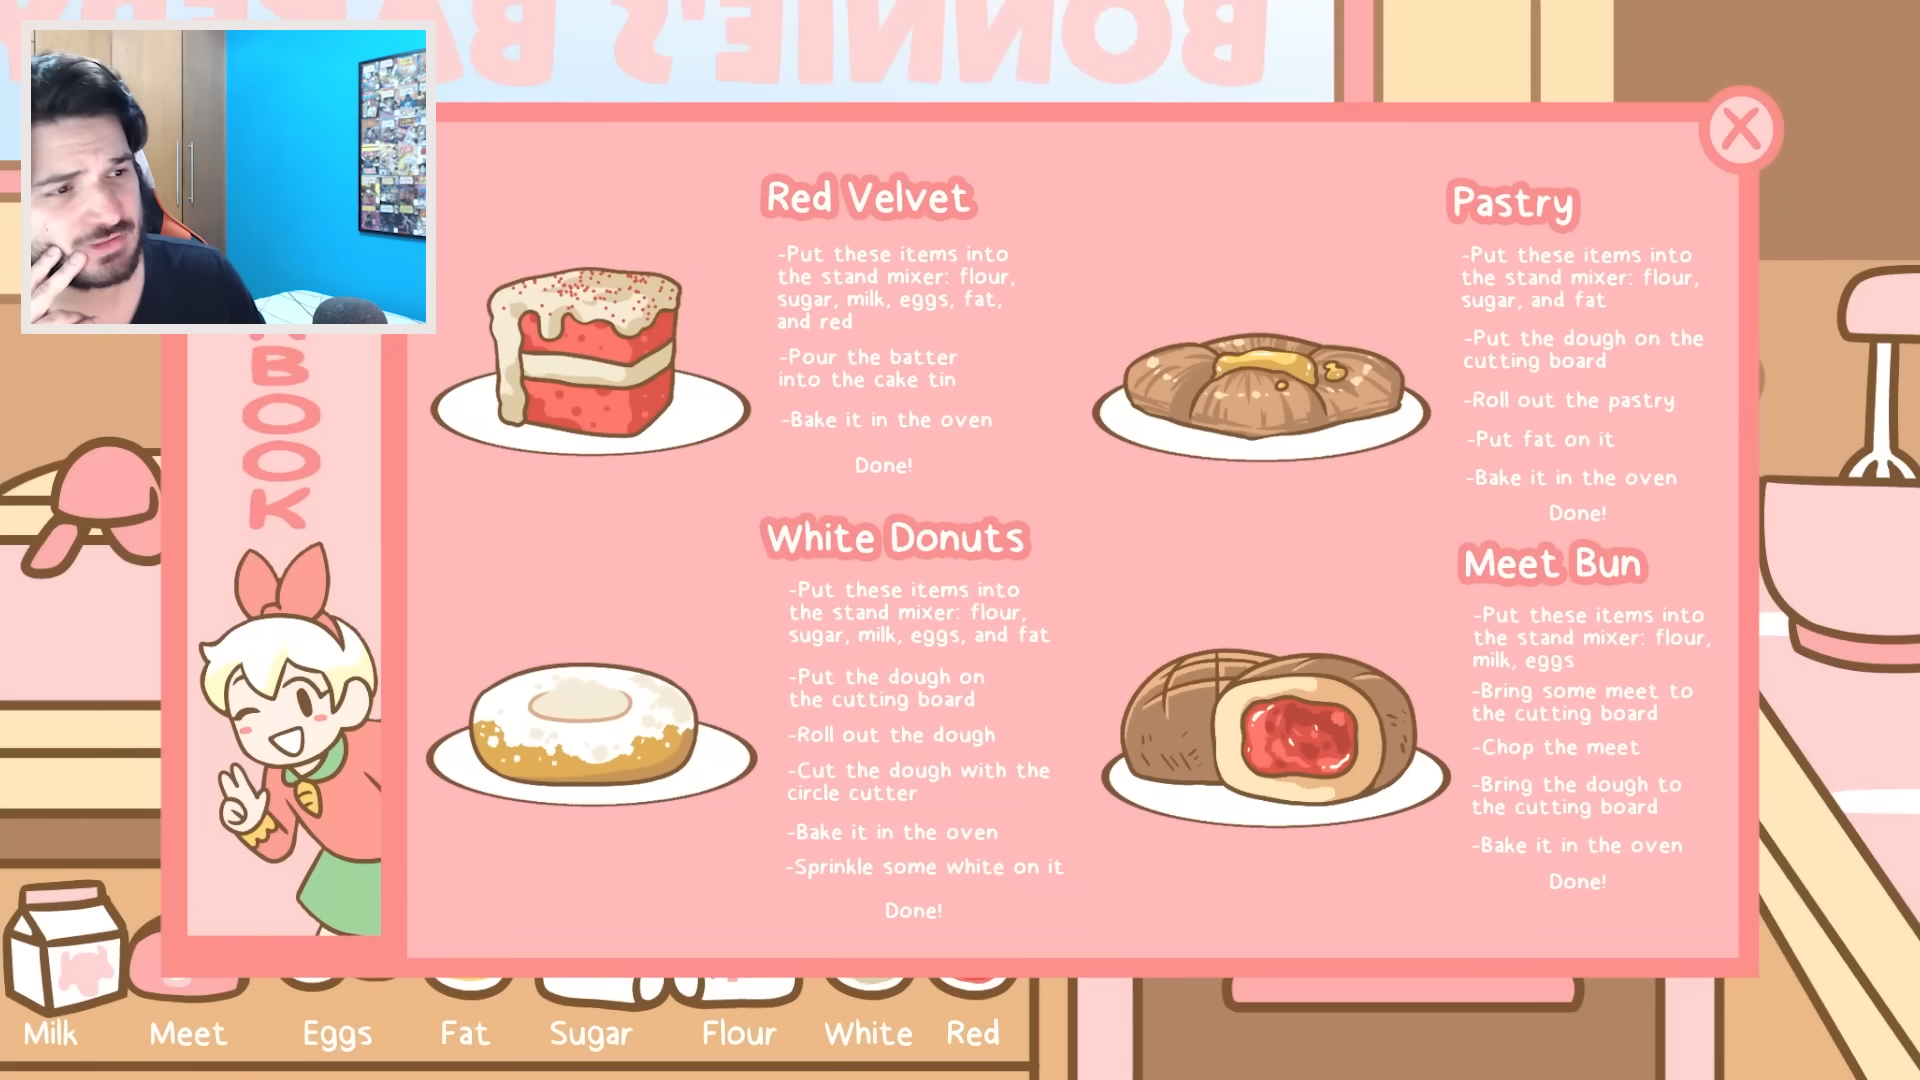 BONNIE'S BAKERY
BOOK
Red Velvet
-Put these items into
the stand mixer: flour,
sugar, milk, eggs, fat,
and red
-Pour the batter
into the cake tin
-Bake it in the oven
Done!
Pastry
-Put these items into
the stand mixer: flour,
sugar, and fat
-Put the dough on the
cutting board
-Roll out the pastry
-Put fat on it
-Bake it in the oven
Done!
White Donuts
-Put these items into
the stand mixer: flour,
sugar, milk, eggs, and fat
-Put the dough on
the cutting board
-Roll out the dough
-Cut the dough with the
circle cutter
-Bake it in the oven
-Sprinkle some white on it
Done!
Meet Bun
-Put these items into
the stand mixer: flour,
milk, eggs
-Bring some meet to
the cutting board
-Chop the meet
-Bring the dough to
the cutting board
-Bake it in the oven
Done!
Milk
Meet
Eggs
Fat
Sugar
Flour
White
Red